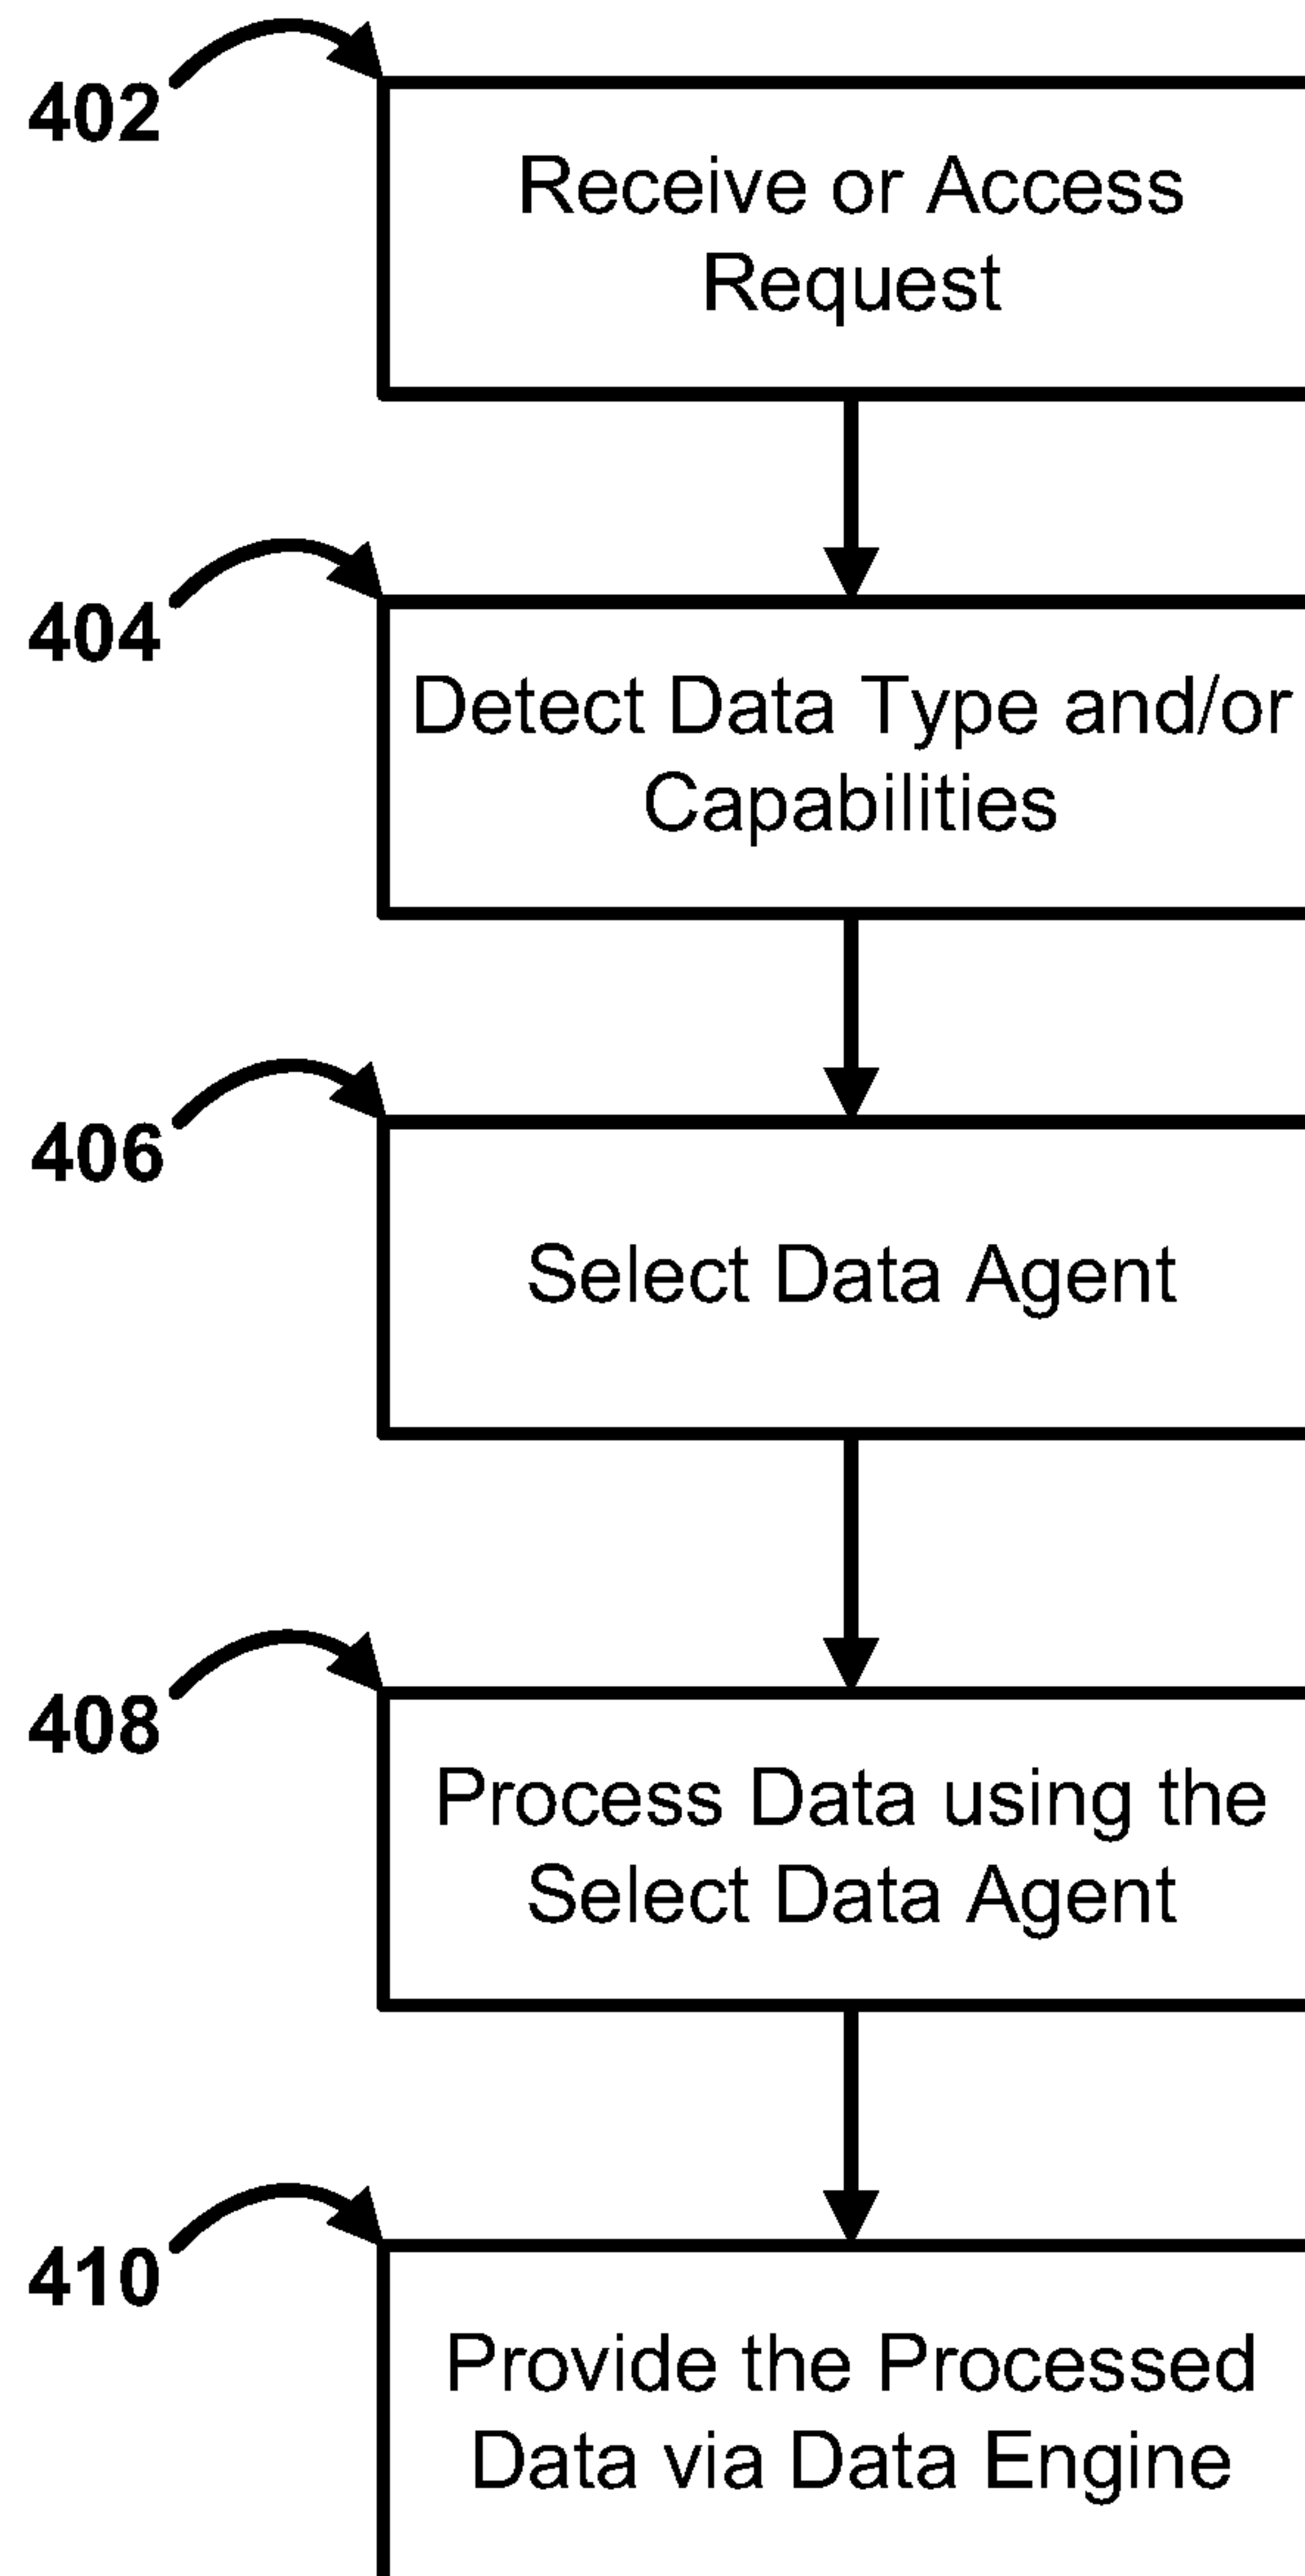 402
Receive or Access
Request
404
Detect Data Type and/or
Capabilities
406
Select Data Agent
408
Process Data using the
Select Data Agent
410
Provide the Processed
Data via Data Engine